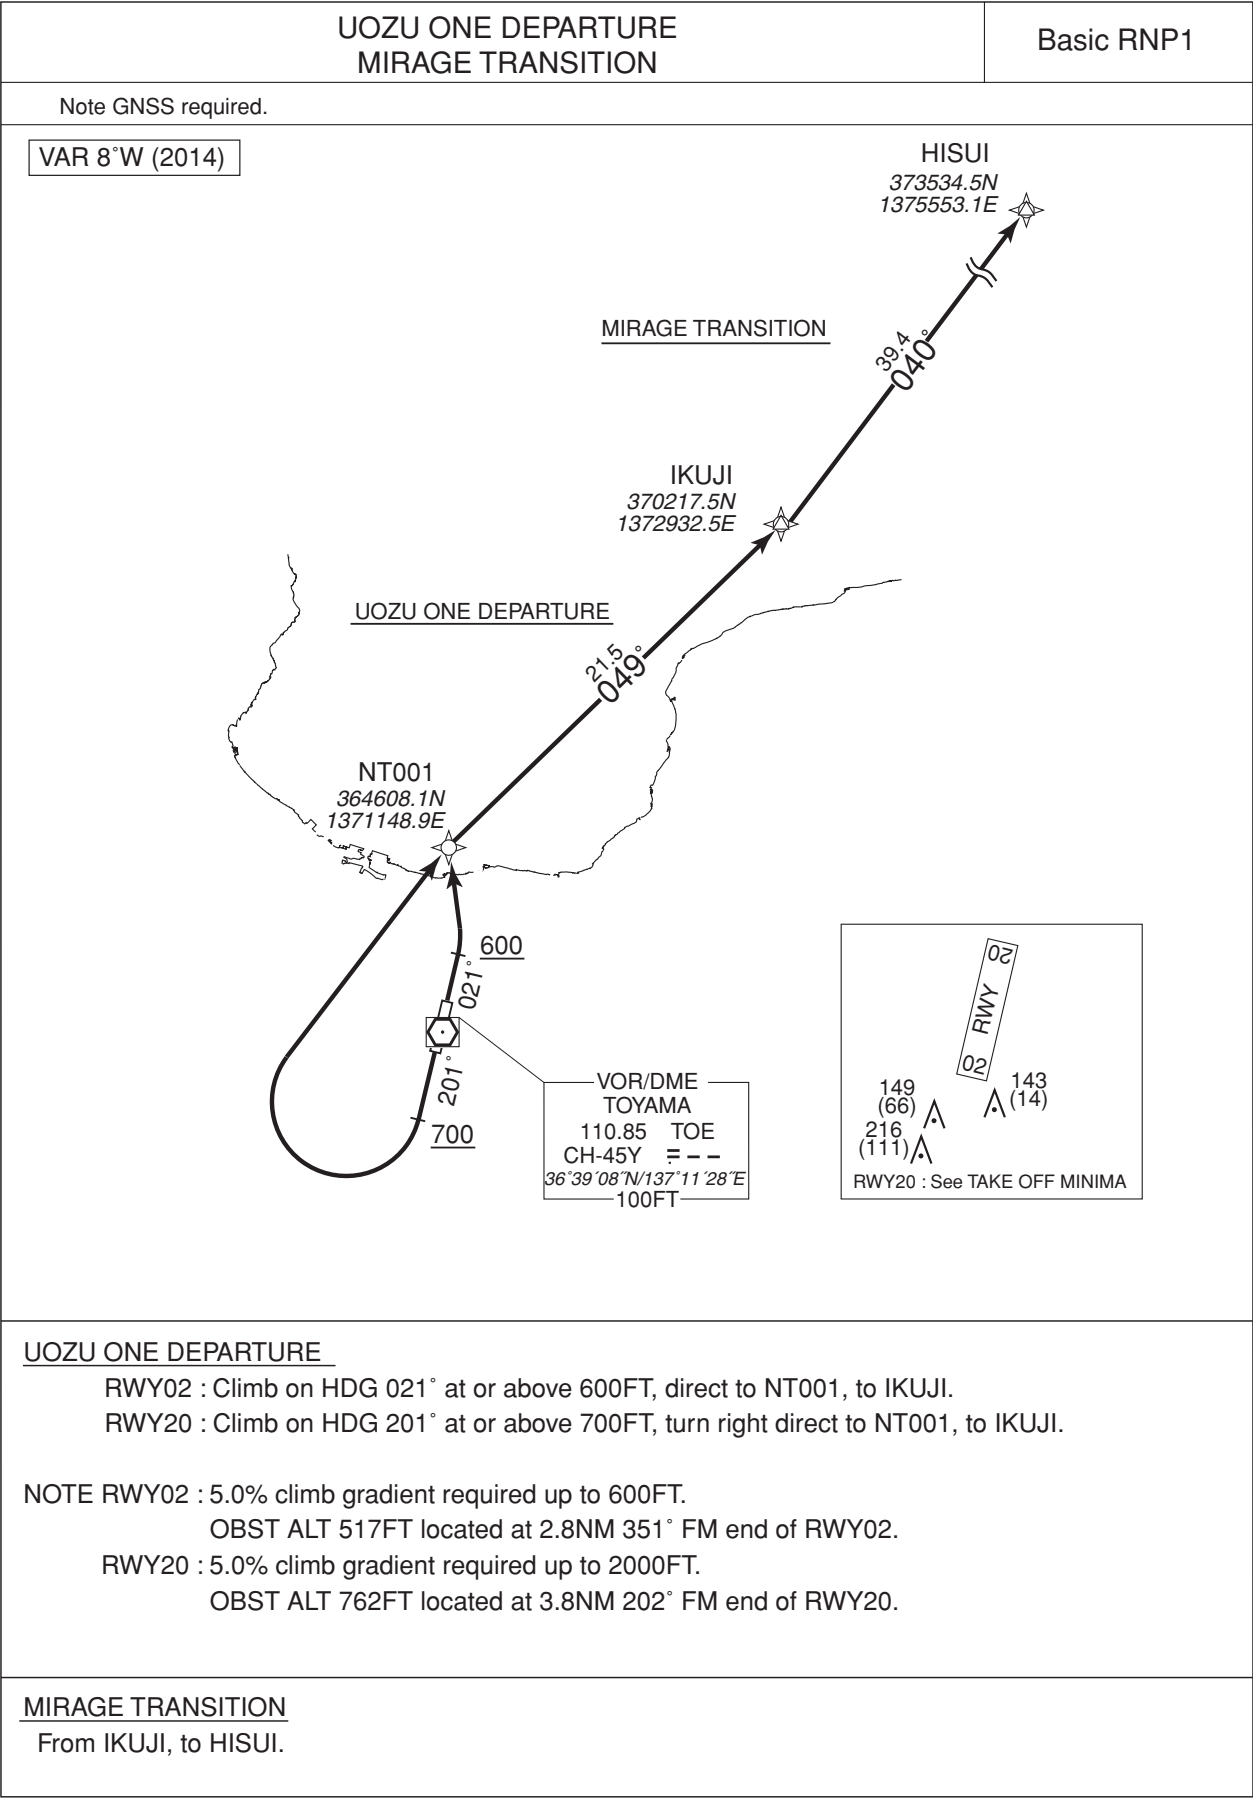 UOZU ONE DEPARTURE
MIRAGE TRANSITION
Basic RNP1
Note GNSS required.
VAR 8°W (2014)
HISUI
373534.5N
1375553.1E
MIRAGE TRANSITION
39.4
040°
IKUJI
370217.5N
1372932.5E
UOZU ONE DEPARTURE
21.5
049°
NT001
364608.1N
1371148.9E
600
021°
201°
700
VOR/DME
TOYAMA
110.85 TOE
CH-45Y
36°39′08″N/137°11′28″E
100FT
20
RWY
02
149
(66)
143
(14)
216
(111)
RWY20 : See TAKE OFF MINIMA
UOZU ONE DEPARTURE
RWY02 : Climb on HDG 021° at or above 600FT, direct to NT001, to IKUJI.
RWY20 : Climb on HDG 201° at or above 700FT, turn right direct to NT001, to IKUJI.
NOTE RWY02 : 5.0% climb gradient required up to 600FT.
OBST ALT 517FT located at 2.8NM 351° FM end of RWY02.
RWY20 : 5.0% climb gradient required up to 2000FT.
OBST ALT 762FT located at 3.8NM 202° FM end of RWY20.
MIRAGE TRANSITION
From IKUJI, to HISUI.